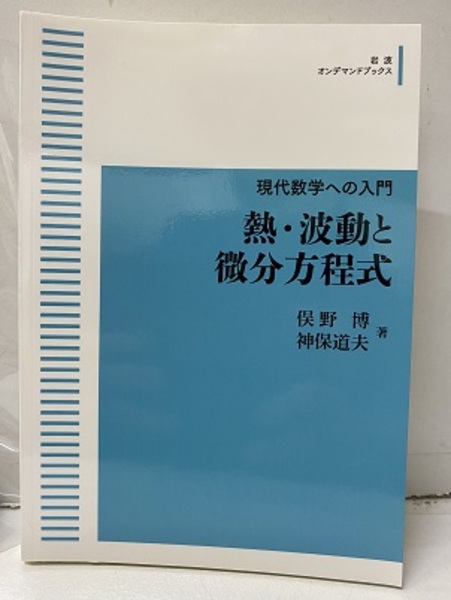 岩波
オンデマンドブックス
現代数学への入門
熱・波動と
微分方程式
俣野 博
神保道夫
著